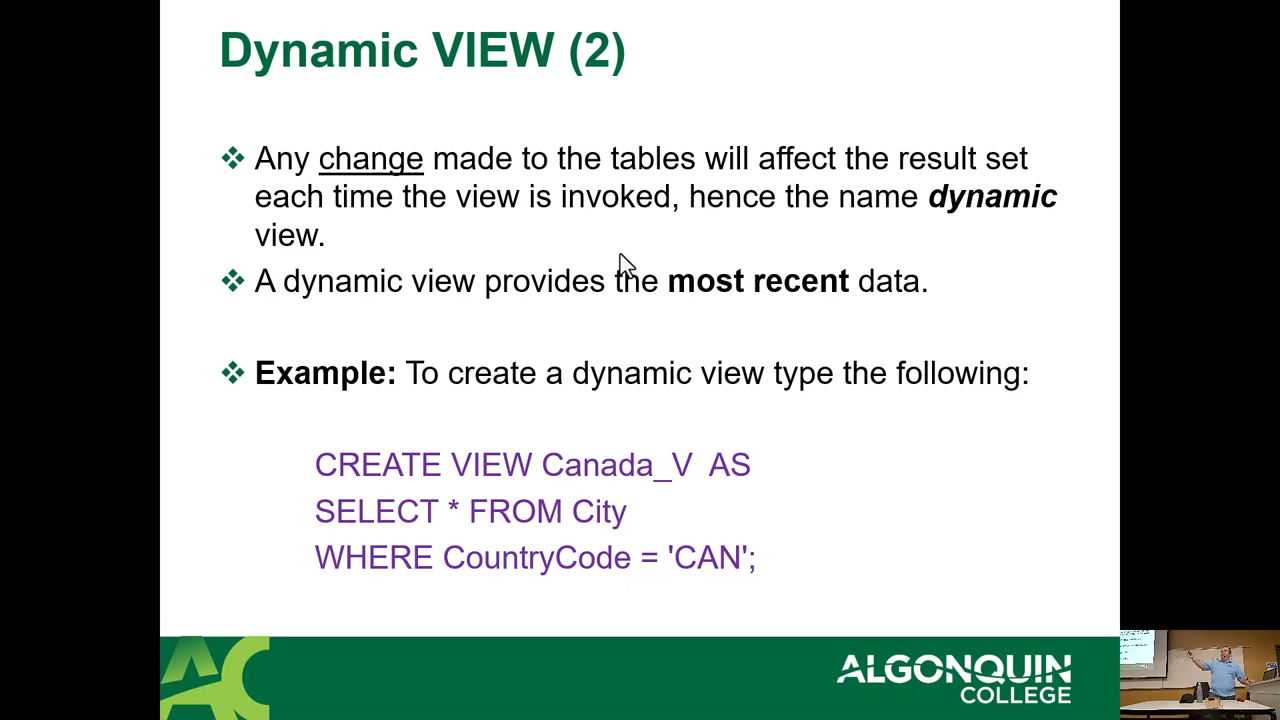 Dynamic VIEW (2)
Any change made to the tables will affect the result set
each time the view is invoked, hence the name dynamic
view.
A dynamic view provides the most recent data.
Example: To create a dynamic view type the following:
CREATE VIEW Canada_V AS
SELECT * FROM City
WHERE CountryCode = 'CAN';
AC
ALGONQUIN
COLLEGE